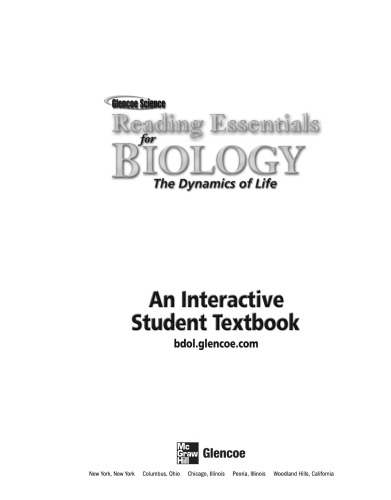 Glencoe Science
Reading Essentials
for
BIOLOGY
The Dynamics of Life
An Interactive
Student Textbook
bdol.glencoe.com
Mc
Graw
Hill
Glencoe
New York, New York Columbus, Ohio Chicago, Illinois Peoria, Illinois Woodland Hills, California